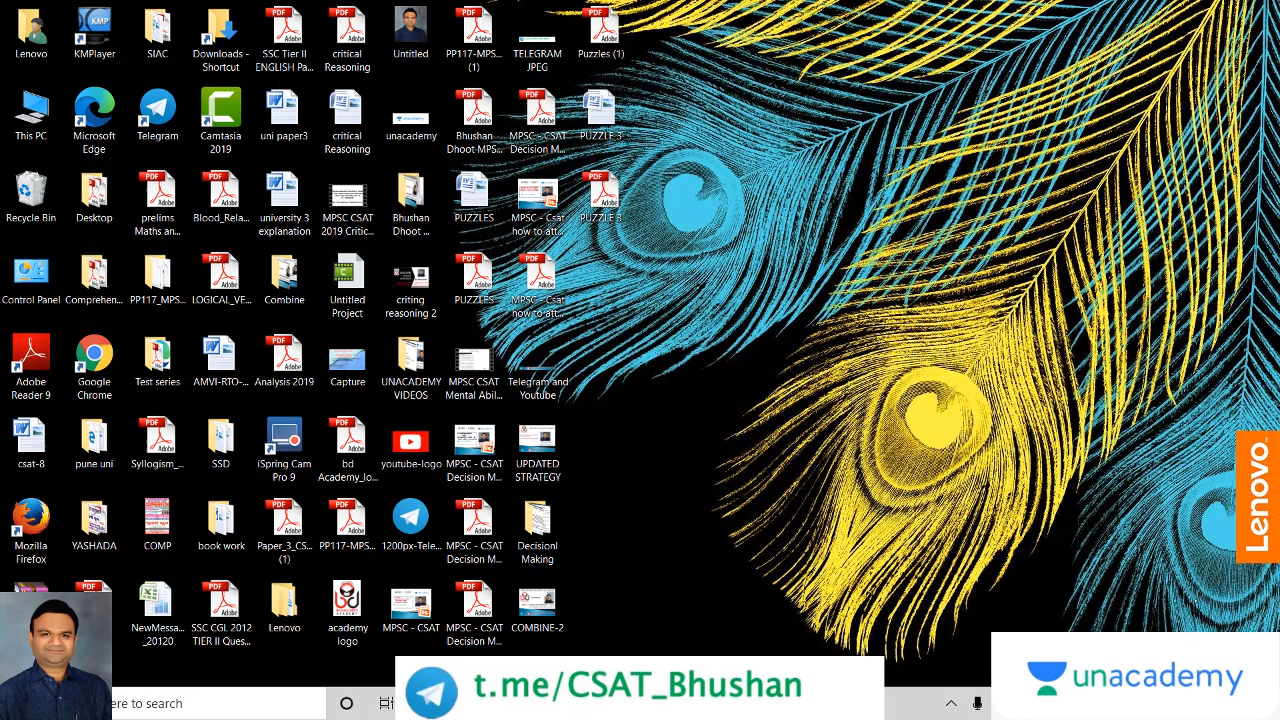 Lenovo
KMPlayer
SIAC
Downloads -
Shortcut
SSC Tier II
ENGLISH Pa...
critical
Reasoning
Untitled
PP117-MPS...
(1)
TELEGRAM
JPEG
Puzzles (1)
This PC
Microsoft
Edge
Telegram
Camtasia
2019
uni paper3
critical
Reasoning
unacademy
Bhushan
Dhoot MPS...
MPSC - CSAT
Decision M...
PUZZLE 3
Recycle Bin
Desktop
prelims
Maths an...
Blood_Rela...
university 3
explanation
MPSC CSAT
2019 Critic...
Bhushan
Dhoot ...
PUZZLES
MPSC - Csat
how to att...
PUZZLE 3
Control Panel
Comprehen...
PP117_MPS...
LOGICAL_VE...
Combine
Untitled
Project
criting
reasoning 2
PUZZLES
MPSC - Csat
how to att...
Adobe
Reader 9
Google
Chrome
Test series
AMVI-RTO-...
Analysis 2019
Capture
UNACADEMY
VIDEOS
MPSC CSAT
Mental Abil...
Telegram and
Youtube
csat-8
pune uni
Syllogism_...
SSD
iSpring Cam
Pro 9
bd
Academy_lo...
youtube-logo
MPSC - CSAT
Decision M...
UPDATED
STRATEGY
Mozilla
Firefox
YASHADA
COMP
book work
Paper_3_CS...
(1)
PP117-MPS...
1200px-Tele...
MPSC - CSAT
Decision M...
Decisionl
Making
NewMessa...
_20120
SSC CGL 2012
TIER II Ques...
Lenovo
academy
logo
MPSC - CSAT
MPSC - CSAT
Decision M...
COMBINE-2
Lenovo
ere to search
t.me/CSAT_Bhushan
unacademy